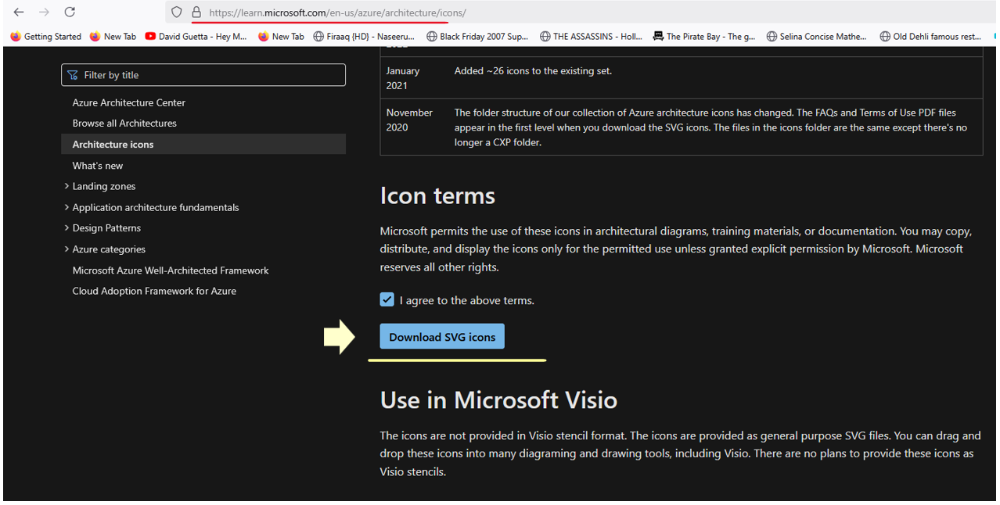 https://learn.microsoft.com/en-us/azure/architecture/icons/
Getting Started
New Tab
David Guetta - Hey M...
New Tab
Firaaq {HD} - Naseeru...
Black Friday 2007 Sup...
THE ASSASSINS - Holl...
The Pirate Bay - The g...
Selina Concise Mathe...
Old Dehli famous rest...
Filter by title
Azure Architecture Center
Browse all Architectures
Architecture icons
What's new
Landing zones
Application architecture fundamentals
Design Patterns
Azure categories
Microsoft Azure Well-Architected Framework
Cloud Adoption Framework for Azure
January
2021
Added ~26 icons to the existing set.
November
2020
The folder structure of our collection of Azure architecture icons has changed. The FAQs and Terms of Use PDF files
appear in the first level when you download the SVG icons. The files in the icons folder are the same except there's no
longer a CXP folder.
Icon terms
Microsoft permits the use of these icons in architectural diagrams, training materials, or documentation. You may copy,
distribute, and display the icons only for the permitted use unless granted explicit permission by Microsoft. Microsoft
reserves all other rights.
I agree to the above terms.
Download SVG icons
Use in Microsoft Visio
The icons are not provided in Visio stencil format. The icons are provided as general purpose SVG files. You can drag and
drop these icons into many diagraming and drawing tools, including Visio. There are no plans to provide these icons as
Visio stencils.